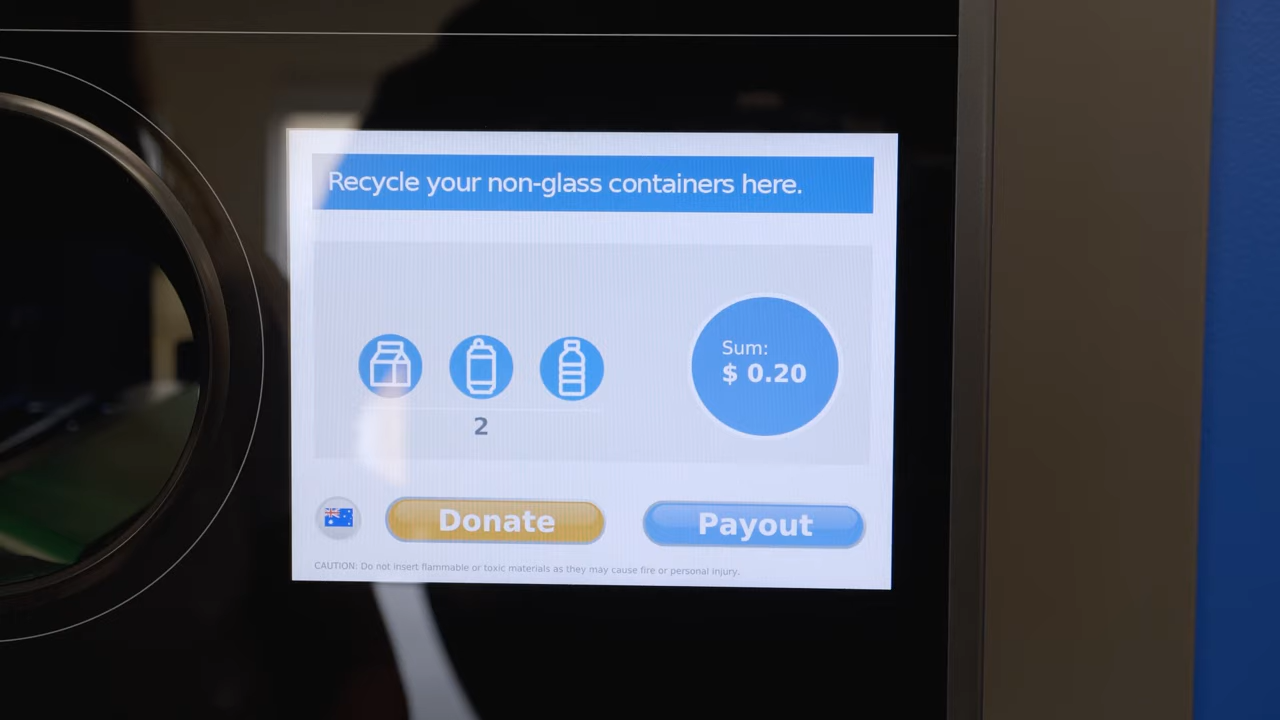 Recycle your non-glass containers here.
Sum:
$ 0.20
2
Donate
Payout
CAUTION: Do not insert flammable or toxic materials as they may cause fire or personal injury.